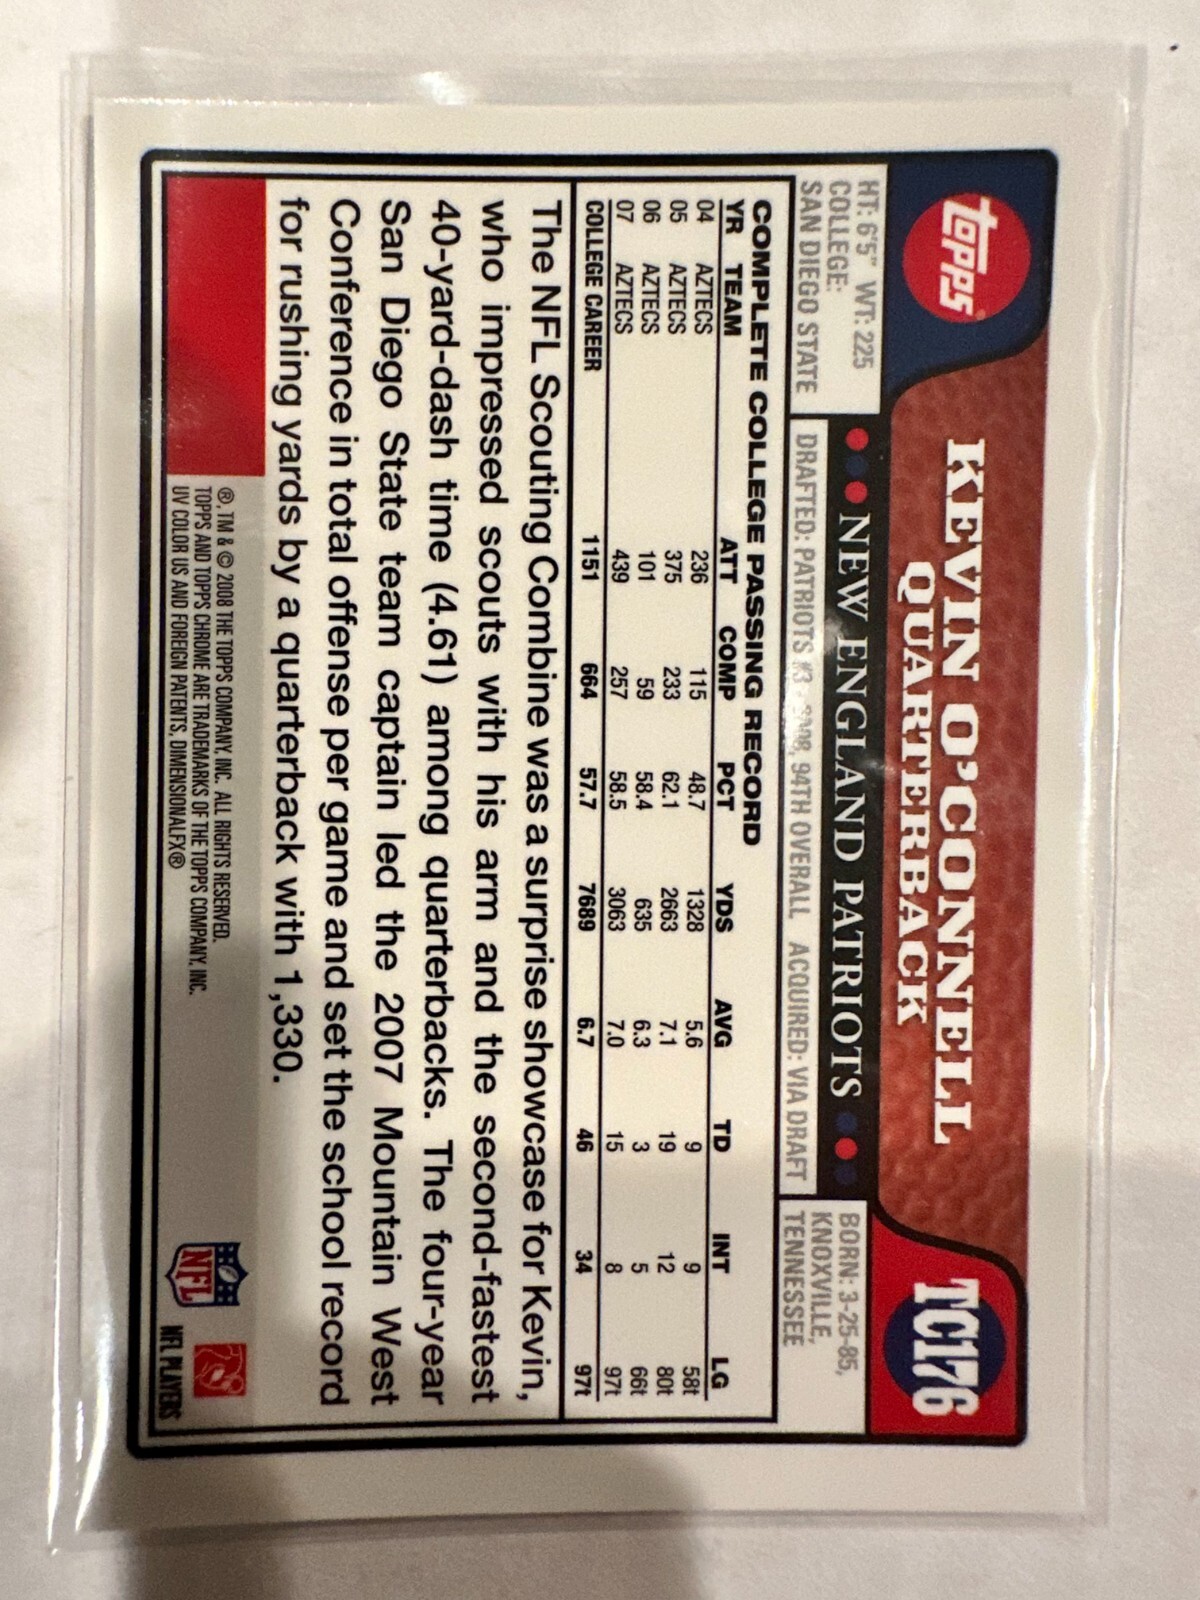 topps
KEVIN O'CONNELL
QUARTERBACK
TC176
NEW ENGLAND PATRIOTS
HT: 6'5" WT: 225
COLLEGE:
SAN DIEGO STATE
DRAFTED: PATRIOTS #3 - 2008, 94TH OVERALL ACQUIRED: VIA DRAFT
BORN: 3-25-85,
KNOXVILLE,
TENNESSEE
COMPLETE COLLEGE PASSING RECORD
YR TEAM ATT COMP PCT YDS AVG TD INT LG
04 AZTECS 236 115 48.7 1328 5.6 9 9 58t
05 AZTECS 375 233 62.1 2663 7.1 19 12 80t
06 AZTECS 101 59 58.4 635 6.3 3 5 66t
07 AZTECS 439 257 58.5 3063 7.0 15 8 97t
COLLEGE CAREER 1151 664 57.7 7689 6.7 46 34 97t
The NFL Scouting Combine was a surprise showcase for Kevin,
who impressed scouts with his arm and the second-fastest
40-yard-dash time (4.61) among quarterbacks. The four-year
San Diego State team captain led the 2007 Mountain West
Conference in total offense per game and set the school record
for rushing yards by a quarterback with 1,330.
®, TM & © 2008 THE TOPPS COMPANY, INC. ALL RIGHTS RESERVED.
TOPPS AND TOPPS CHROME ARE TRADEMARKS OF THE TOPPS COMPANY, INC.
UV COLOR US AND FOREIGN PATENTS, DIMENSIONALFX®
NFL
NFL PLAYERS